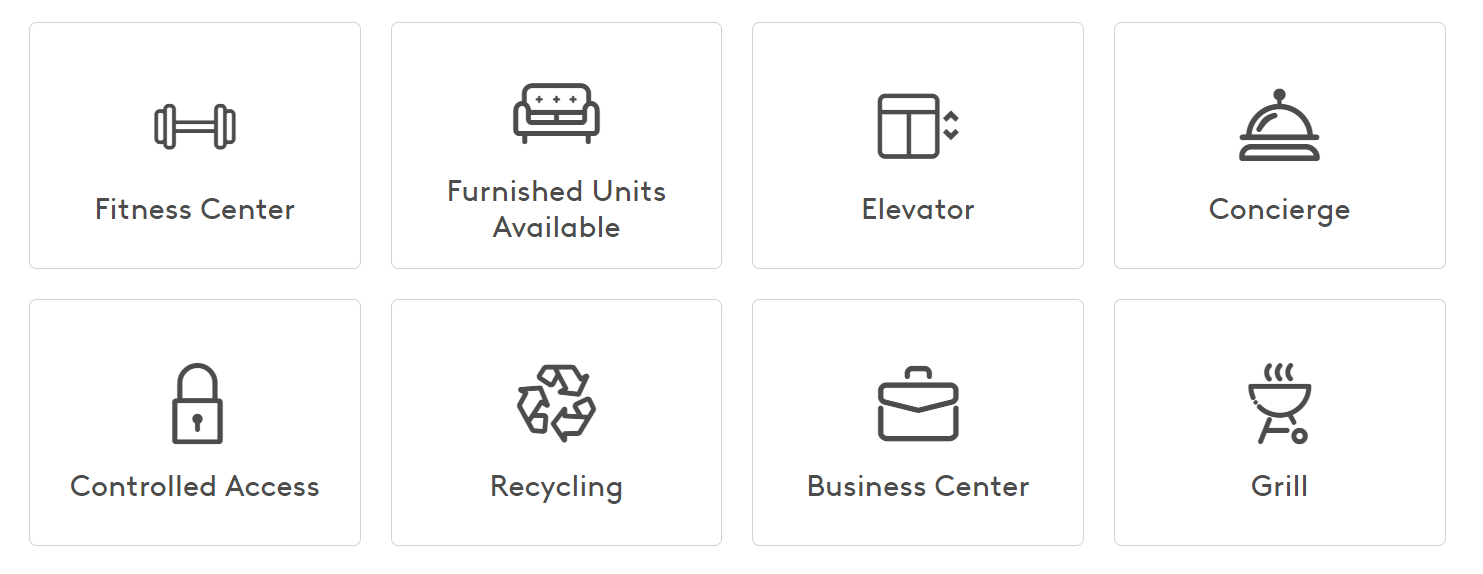 Fitness Center
Furnished Units
Available
Elevator
Concierge
Controlled Access
Recycling
Business Center
Grill